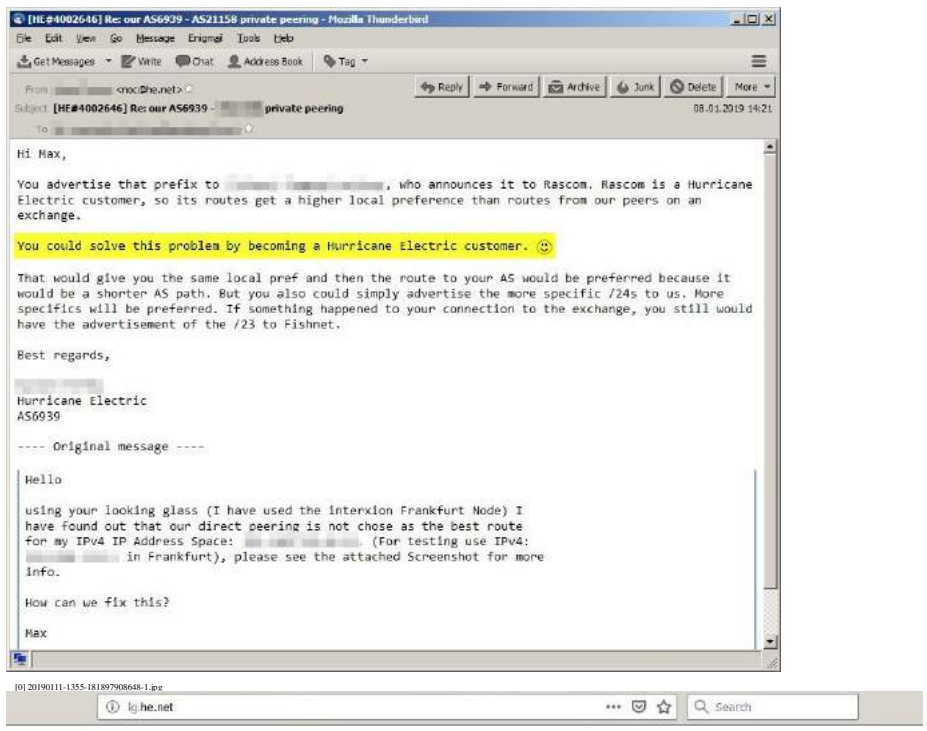 [HE#4002646] Re: our AS6939 - AS21158 private peering - Mozilla Thunderbird
File Edit View Go Message Enigmail Tools Help
Get Messages Write Chat Address Book Tag
From <noc@he.net> Reply Forward Archive Junk Delete More
Subject [HE#4002646] Re: our AS6939 - private peering 08.01.2019 14:21
To
Hi Max,
You advertise that prefix to , who announces it to Rascom. Rascom is a Hurricane
Electric customer, so its routes get a higher local preference than routes from our peers on an
exchange.
You could solve this problem by becoming a Hurricane Electric customer. 🙂
That would give you the same local pref and then the route to your AS would be preferred because it
would be a shorter AS path. But you also could simply advertise the more specific /24s to us. More
specifics will be preferred. If something happened to your connection to the exchange, you still would
have the advertisement of the /23 to Fishnet.
Best regards,
Hurricane Electric
AS6939
---- Original message ----
Hello
using your looking glass (I have used the interxion Frankfurt Node) I
have found out that our direct peering is not chose as the best route
for my IPv4 IP Address Space: . (For testing use IPv4:
in Frankfurt), please see the attached Screenshot for more
info.
How can we fix this?
Max
[0] 20190111-1355-181897908648-1.jpg
lg.he.net Search